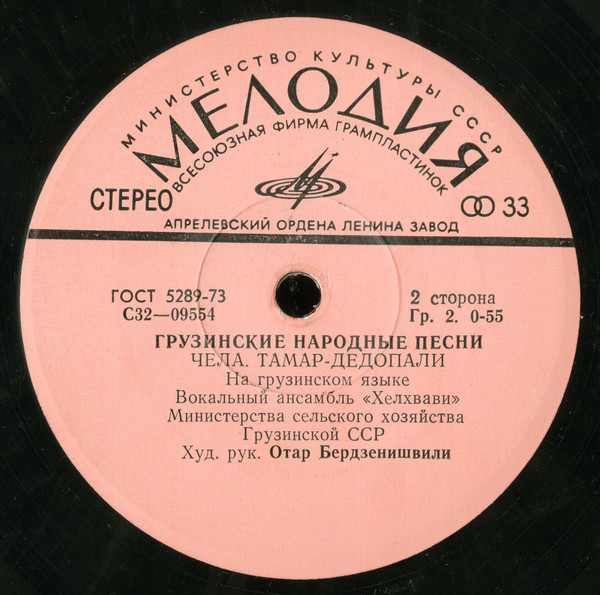 МИНИСТЕРСТВО КУЛЬТУРЫ СССР
МЕЛОДИЯ
ВСЕСОЮЗНАЯ ФИРМА ГРАМПЛАСТИНОК
СТЕРЕО
33
АПРЕЛЕВСКИЙ ОРДЕНА ЛЕНИНА ЗАВОД
ГОСТ 5289-73
С32—09554
2 сторона
Гр. 2. 0-55
ГРУЗИНСКИЕ НАРОДНЫЕ ПЕСНИ
ЧЕЛА. ТАМАР-ДЕДОПАЛИ
На грузинском языке
Вокальный ансамбль «Хелхвави»
Министерства сельского хозяйства
Грузинской ССР
Худ. рук. Отар Бердзенишвили